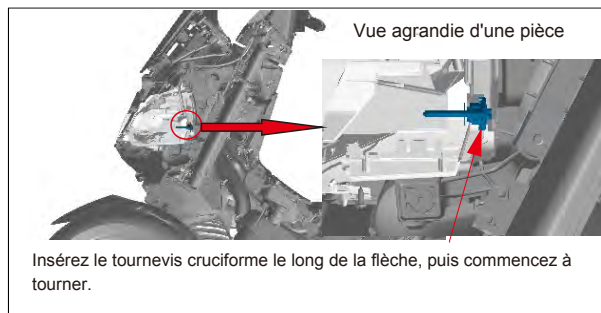 Vue agrandie d'une pièce
Insérez le tournevis cruciforme le long de la flèche, puis commencez à
tourner.